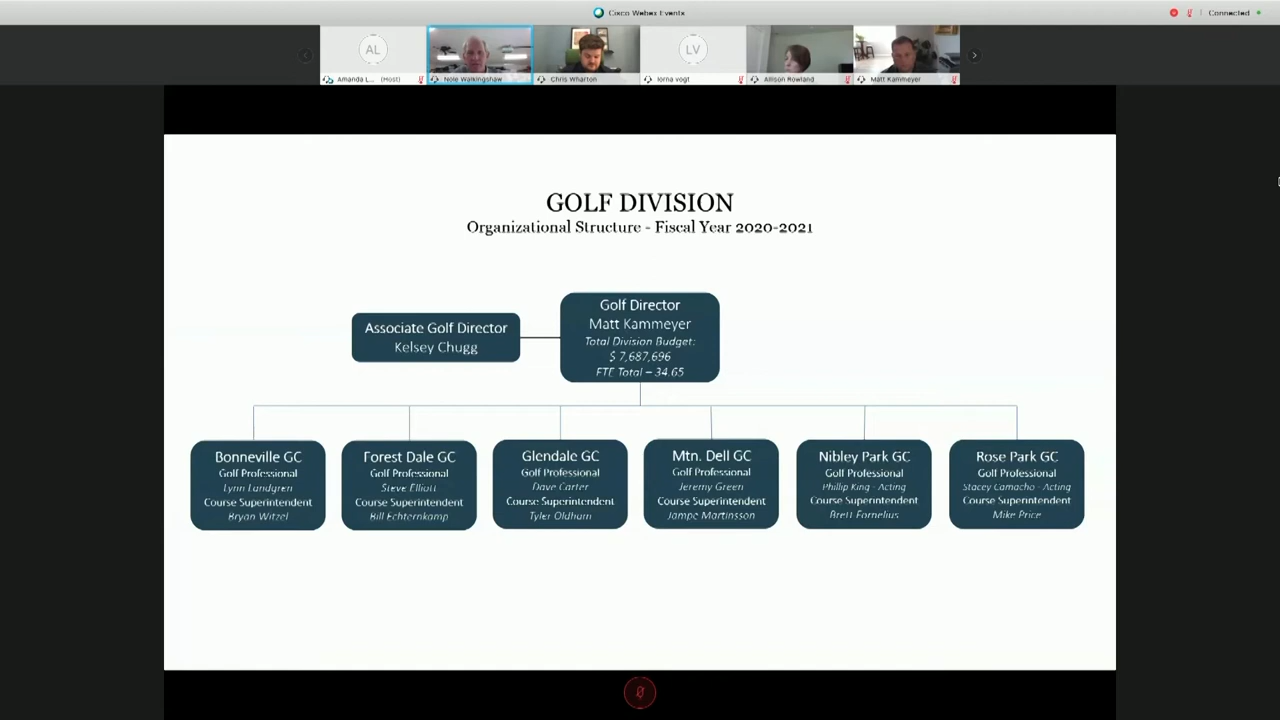 Cisco Webex Events
Connected
AL
LV
Amanda L... (Host)
Nole Walkingshaw
Chris Wharton
lorna vogt
Allison Rowland
Matt Kammeyer
GOLF DIVISION
Organizational Structure - Fiscal Year 2020-2021
Golf Director
Matt Kammeyer
Total Division Budget:
$ 7,687,696
FTE Total – 34.65
Associate Golf Director
Kelsey Chugg
Bonneville GC
Golf Professional
Lynn Landgren
Course Superintendent
Bryan Witzel
Forest Dale GC
Golf Professional
Steve Elliott
Course Superintendent
Bill Echternkamp
Glendale GC
Golf Professional
Dave Carter
Course Superintendent
Tyler Oldham
Mtn. Dell GC
Golf Professional
Jeremy Green
Course Superintendent
Jampe Martinsson
Nibley Park GC
Golf Professional
Phillip King - Acting
Course Superintendent
Brett Fornelius
Rose Park GC
Golf Professional
Stacey Camacho - Acting
Course Superintendent
Mike Price